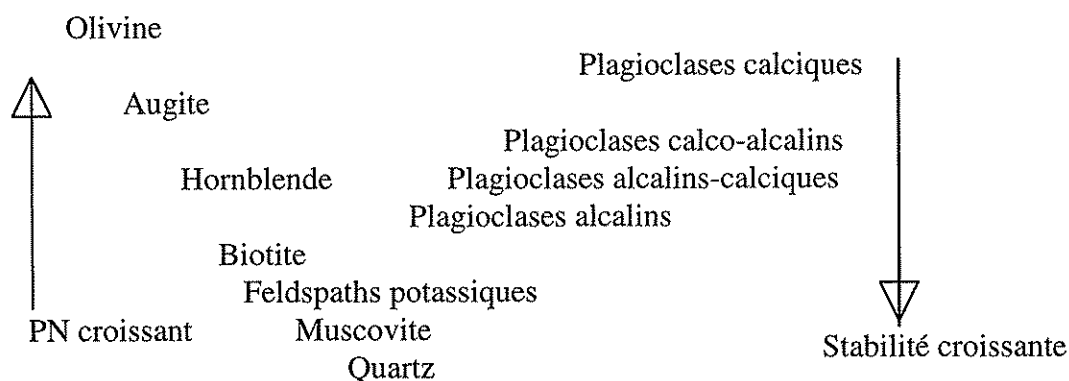 Olivine
Plagioclases calciques
Augite
Plagioclases calco-alcalins
Hornblende
Plagioclases alcalins-calciques
Plagioclases alcalins
Biotite
Feldspaths potassiques
PN croissant
Muscovite
Stabilité croissante
Quartz